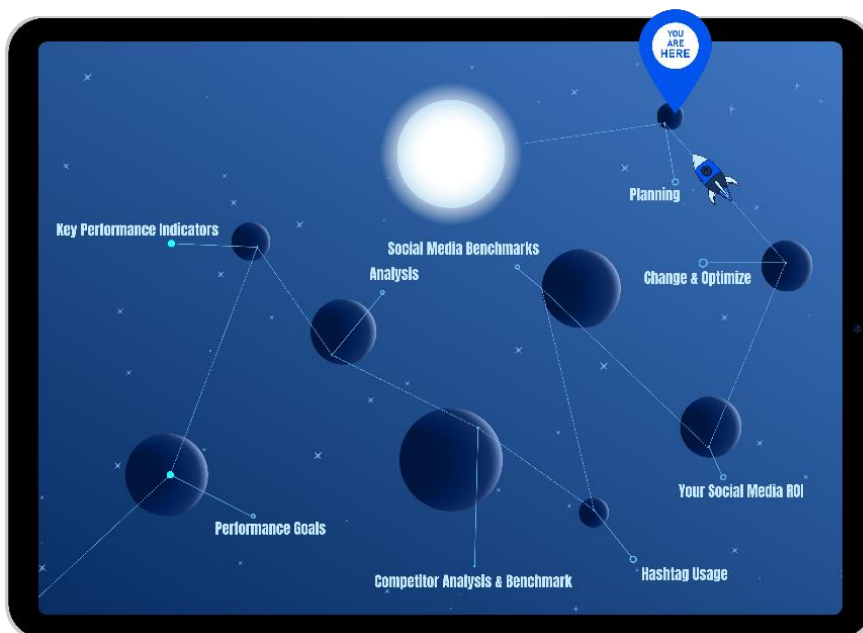 YOU
ARE
HERE
Planning
Key Performance Indicators
Social Media Benchmarks
Analysis
Change & Optimize
Your Social Media ROI
Performance Goals
Competitor Analysis & Benchmark
Hashtag Usage